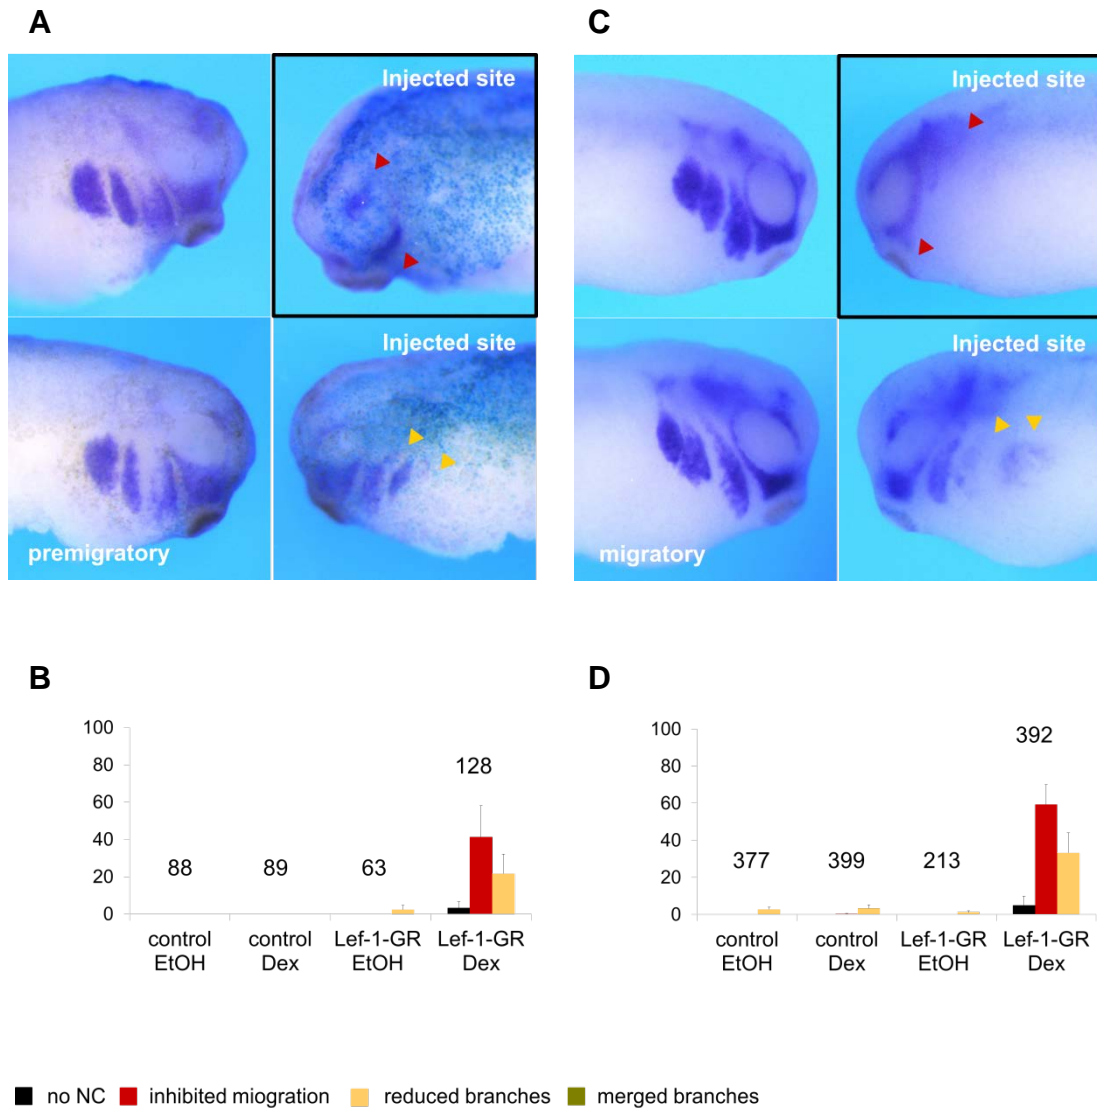 A
C
Injected site
Injected site
Injected site
Injected site
premigratory
migratory
B
D
100
80
60
40
20
0
88
89
63
128
control EtOH
control Dex
Lef-1-GR EtOH
Lef-1-GR Dex
100
80
60
40
20
0
377
399
213
392
control EtOH
control Dex
Lef-1-GR EtOH
Lef-1-GR Dex
no NC inhibited miogration reduced branches merged branches